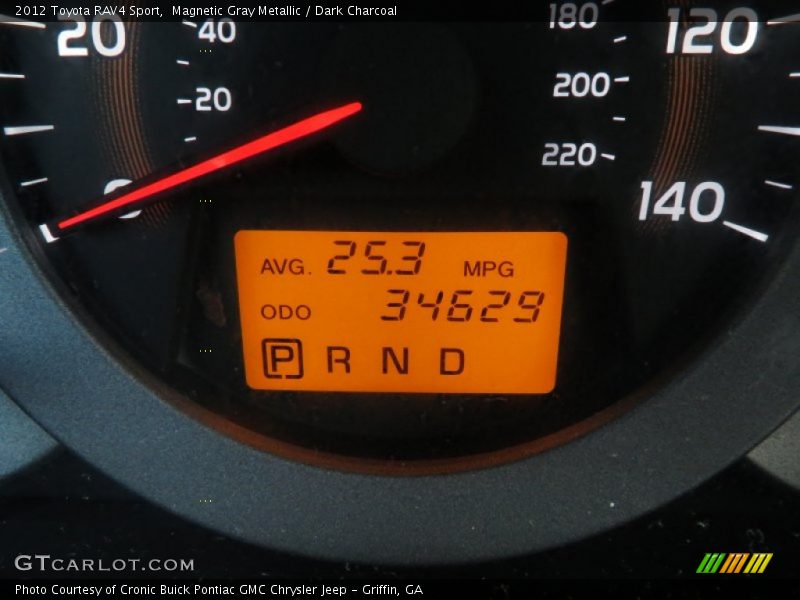 2012 Toyota RAV4 Sport,  Magnetic Gray Metallic / Dark Charcoal
20 40 180 120
20 200
220
0 140
AVG. 25.3 MPG
ODO 34629
P R N D
GTCARLOT.COM
Photo Courtesy of Cronic Buick Pontiac GMC Chrysler Jeep - Griffin, GA